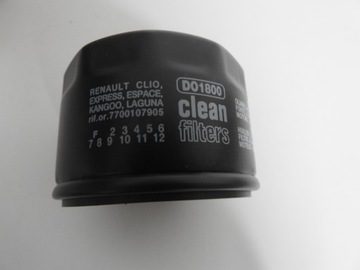 RENAULT CLIO,
EXPRESS, ESPACE,
KANGOO, LAGUNA
rif.or.7700107905
F 2 3 4 5 6
7 8 9 10 11 12
DO1800
clean
filters